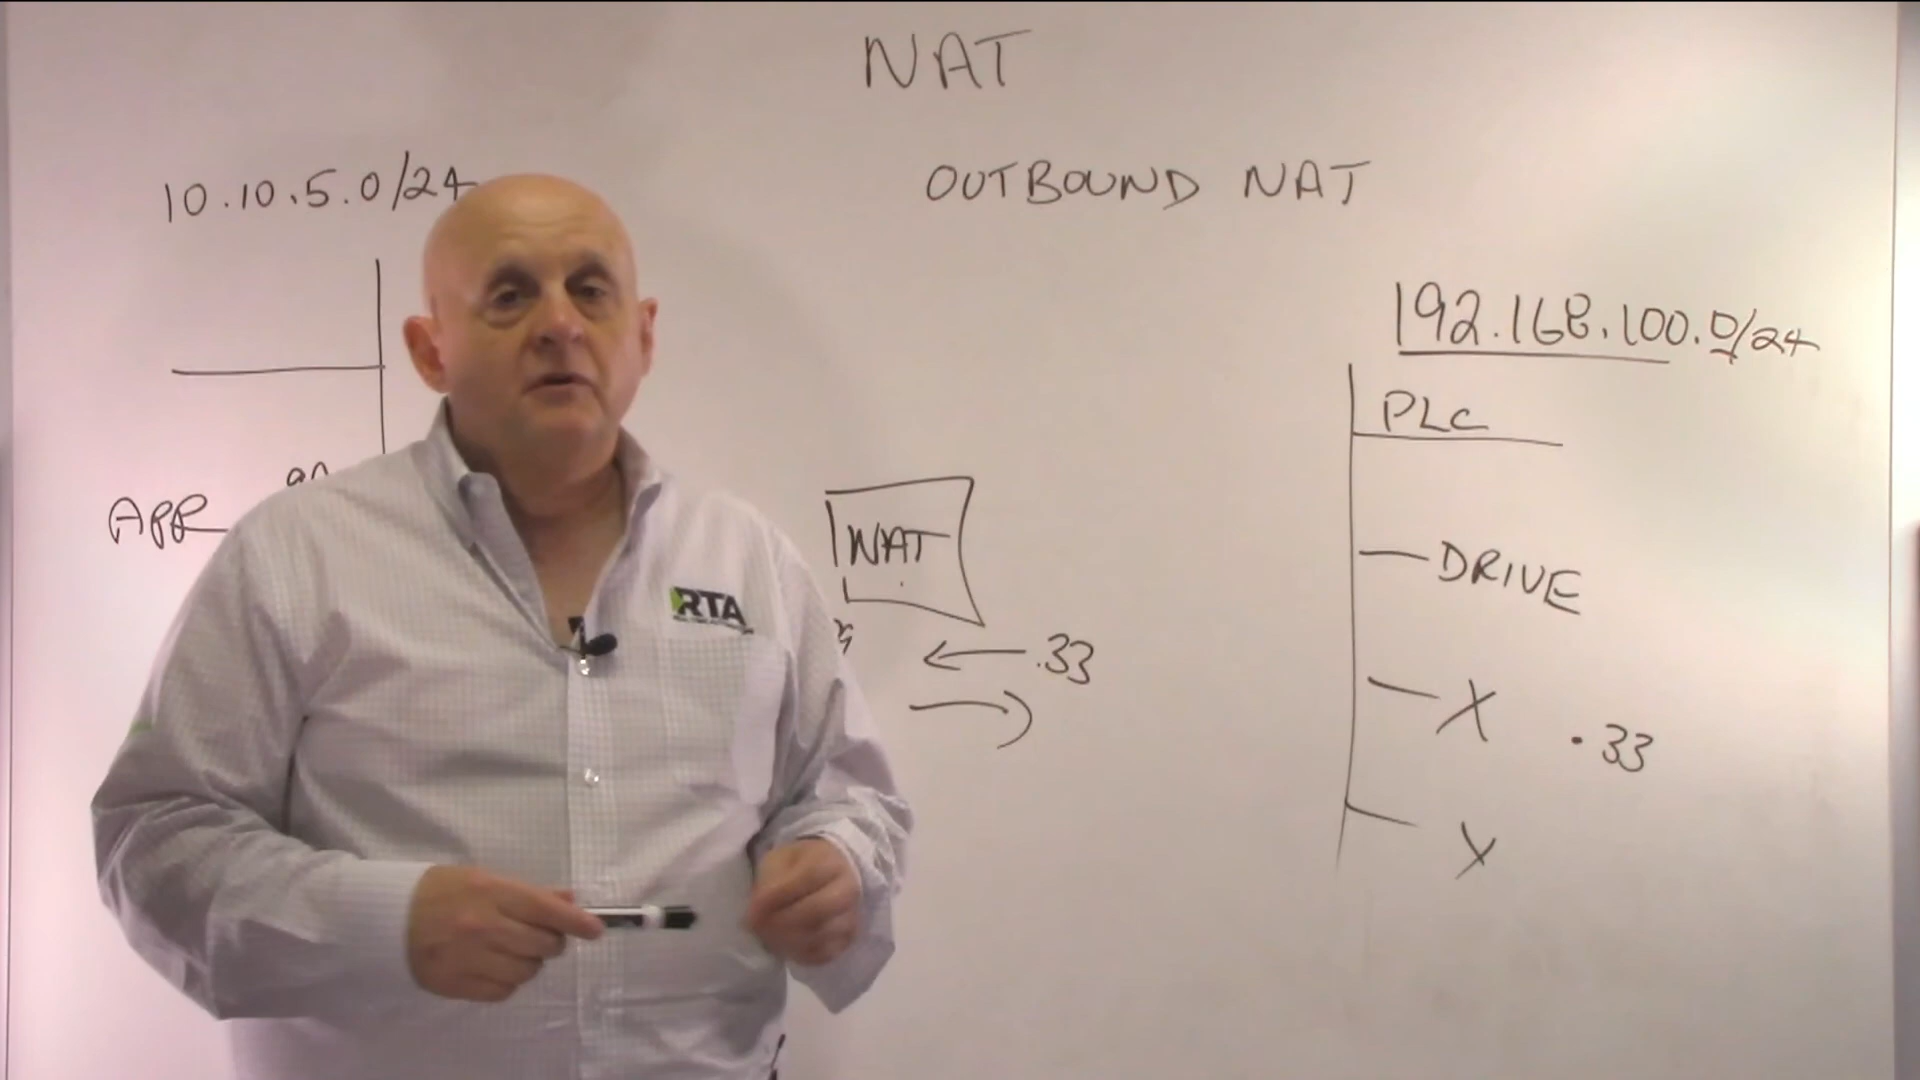 NAT
OUTBOUND NAT
10.10.5.0/24
192.168.100.0/24
PLC
APP
NAT
DRIVE
.33
X
.33
Y
RTA